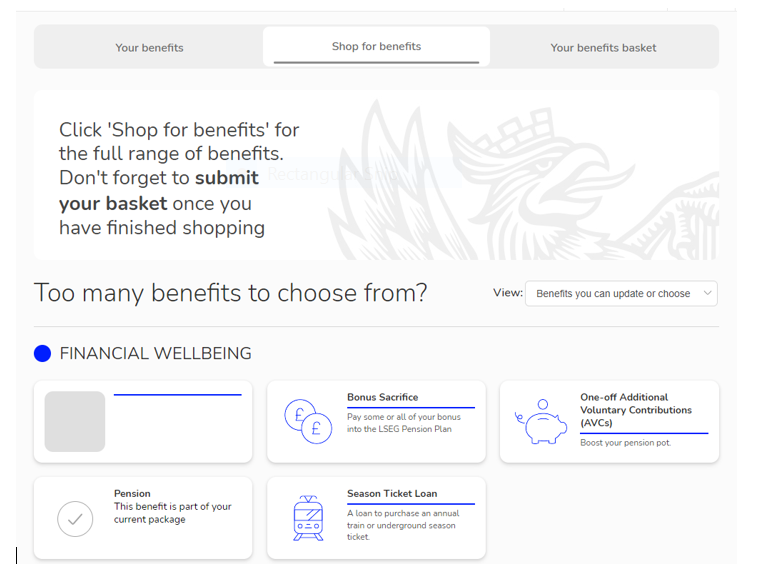 Your benefits
Shop for benefits
Your benefits basket
Click 'Shop for benefits' for
the full range of benefits.
Don't forget to submit
your basket once you
have finished shopping
Too many benefits to choose from?
View:
Benefits you can update or choose
FINANCIAL WELLBEING
Bonus Sacrifice
Pay some or all of your bonus
into the LSEG Pension Plan
One-off Additional
Voluntary Contributions
(AVCs)
Boost your pension pot.
Pension
This benefit is part of your
current package
Season Ticket Loan
A loan to purchase an annual
train or underground season
ticket.